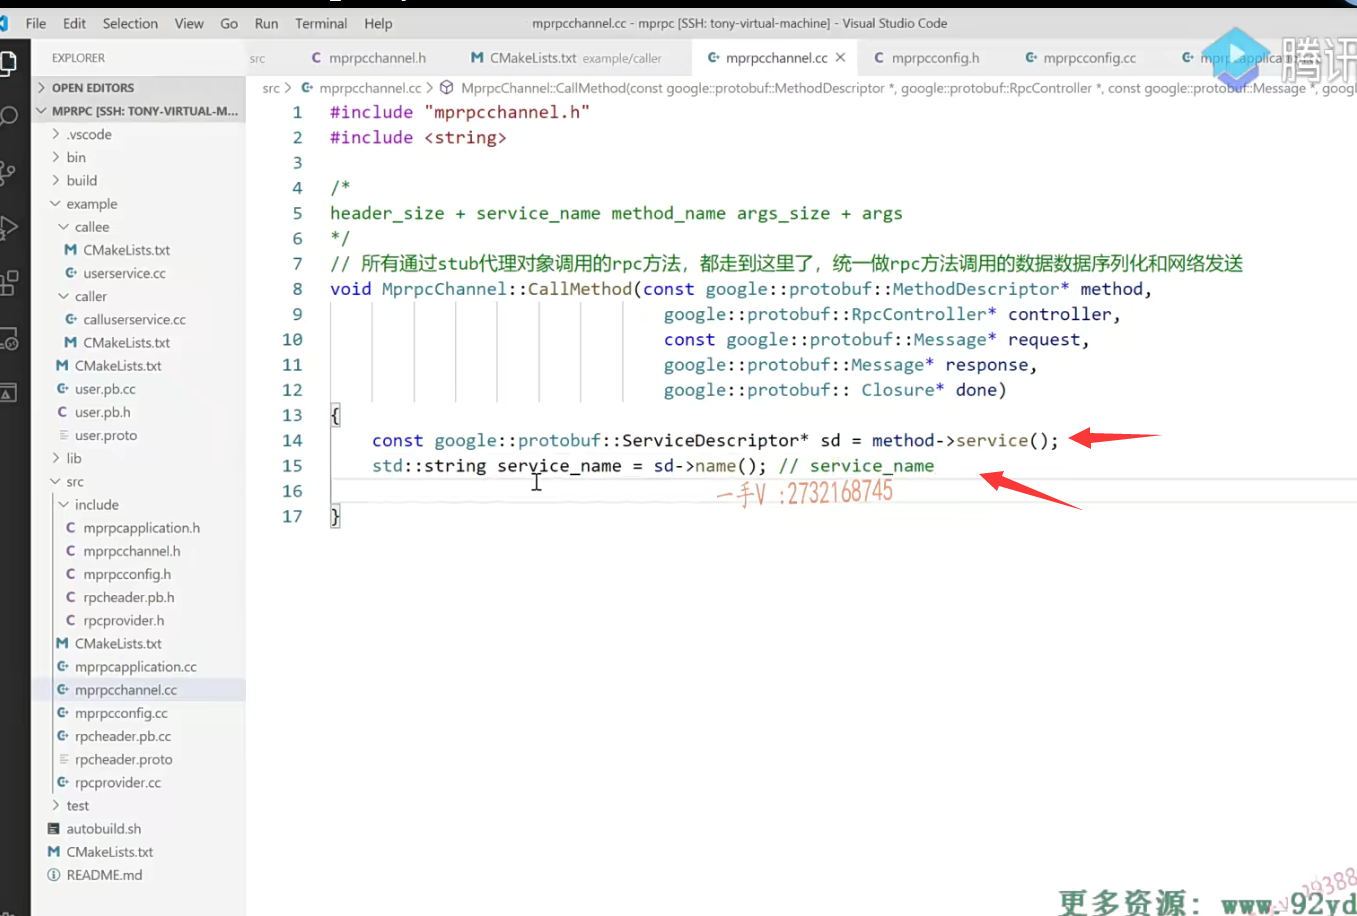 File Edit Selection View Go Run Terminal Help mprpcchannel.cc - mprpc [SSH: tony-virtual-machine] - Visual Studio Code
EXPLORER
src mprpcchannel.h CMakeLists.txt example/caller mprpcchannel.cc mprpcconfig.h mprpcconfig.cc
腾讯
OPEN EDITORS
MPRPC [SSH: TONY-VIRTUAL-M...
.vscode
bin
build
example
callee
CMakeLists.txt
userservice.cc
caller
calluserservice.cc
CMakeLists.txt
CMakeLists.txt
user.pb.cc
user.pb.h
user.proto
lib
src
include
mprpcapplication.h
mprpcchannel.h
mprpcconfig.h
rpcheader.pb.h
rpcprovider.h
CMakeLists.txt
mprpcapplication.cc
mprpcchannel.cc
mprpcconfig.cc
rpcheader.pb.cc
rpcheader.proto
rpcprovider.cc
test
autobuild.sh
CMakeLists.txt
README.md
src > mprpcchannel.cc > MprpcChannel::CallMethod(const google::protobuf::MethodDescriptor *, google::protobuf::RpcController *, const google::protobuf::Message *, googl
1 #include "mprpcchannel.h"
2 #include <string>
3
4 /*
5 header_size + service_name method_name args_size + args
6 */
7 // 所有通过stub代理对象调用的rpc方法，都走到这里了，统一做rpc方法调用的数据数据序列化和网络发送
8 void MprpcChannel::CallMethod(const google::protobuf::MethodDescriptor* method,
9 google::protobuf::RpcController* controller,
10 const google::protobuf::Message* request,
11 google::protobuf::Message* response,
12 google::protobuf:: Closure* done)
13 {
14 const google::protobuf::ServiceDescriptor* sd = method->service();
15 std::string service_name = sd->name(); // service_name
16
一手V :2732168745
17 }
更多资源: www.92yd